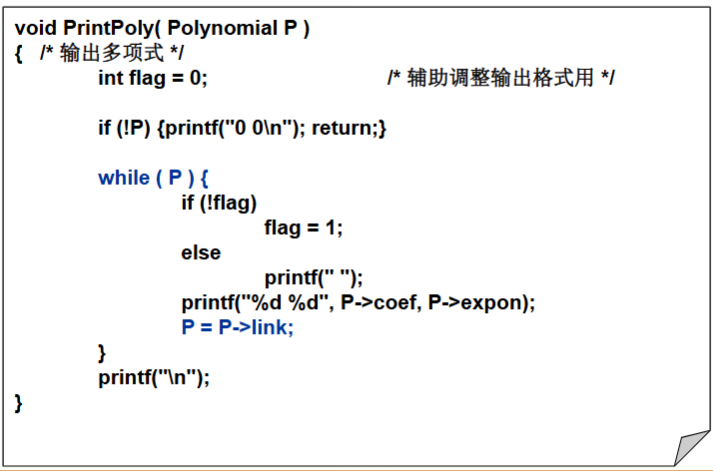 void PrintPoly( Polynomial P )
{ /* 输出多项式 */
int flag = 0; /* 辅助调整输出格式用 */
if (!P) {printf("0 0\n"); return;}
while ( P ) {
if (!flag)
flag = 1;
else
printf(" ");
printf("%d %d", P->coef, P->expon);
P = P->link;
}
printf("\n");
}